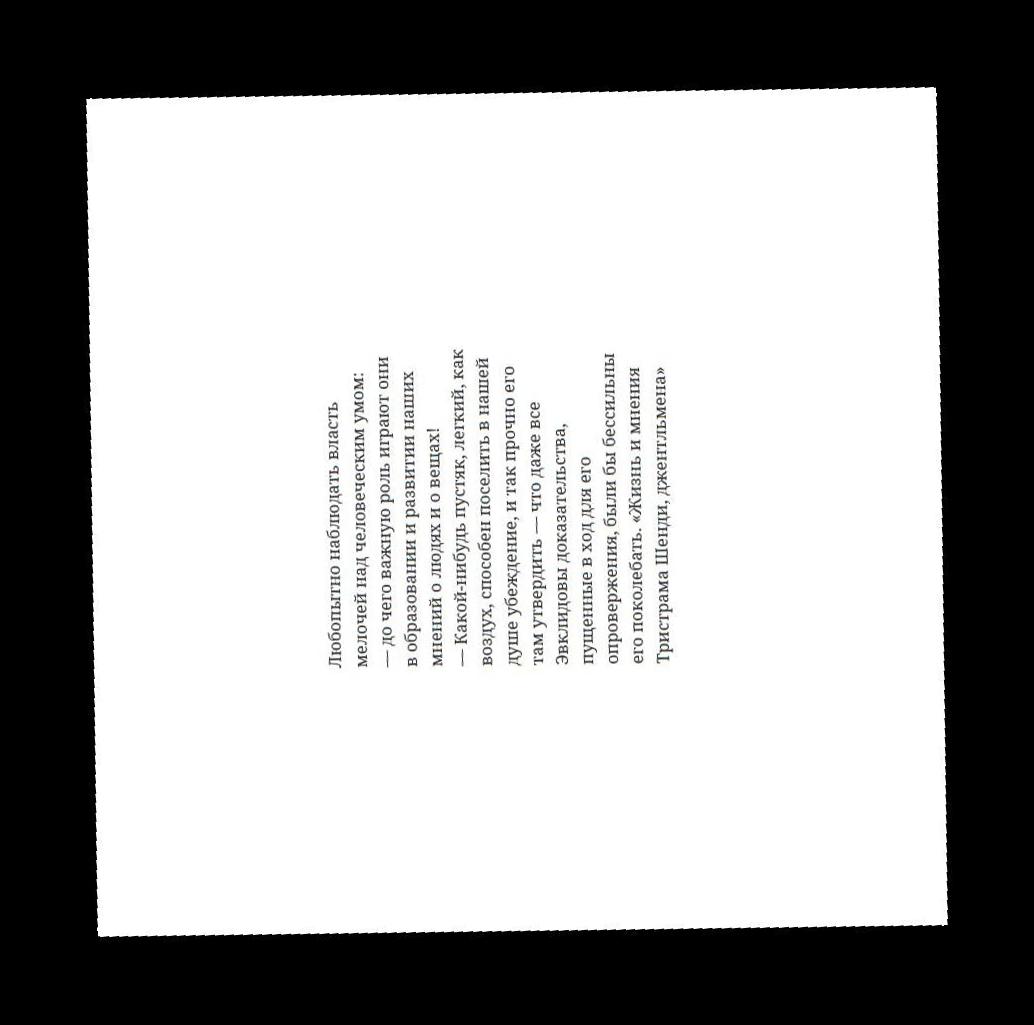 Любопытно наблюдать власть
мелочей над человеческим умом:
— до чего важную роль играют они
в образовании и развитии наших
мнений о людях и о вещах!
— Какой-нибудь пустяк, легкий, как
воздух, способен поселить в нашей
душе убеждение, и так прочно его
там утвердить — что даже все
Эвклидовы доказательства,
пущенные в ход для его
опровержения, были бы бессильны
его поколебать. «Жизнь и мнения
Тристрама Шенди, джентльмена»